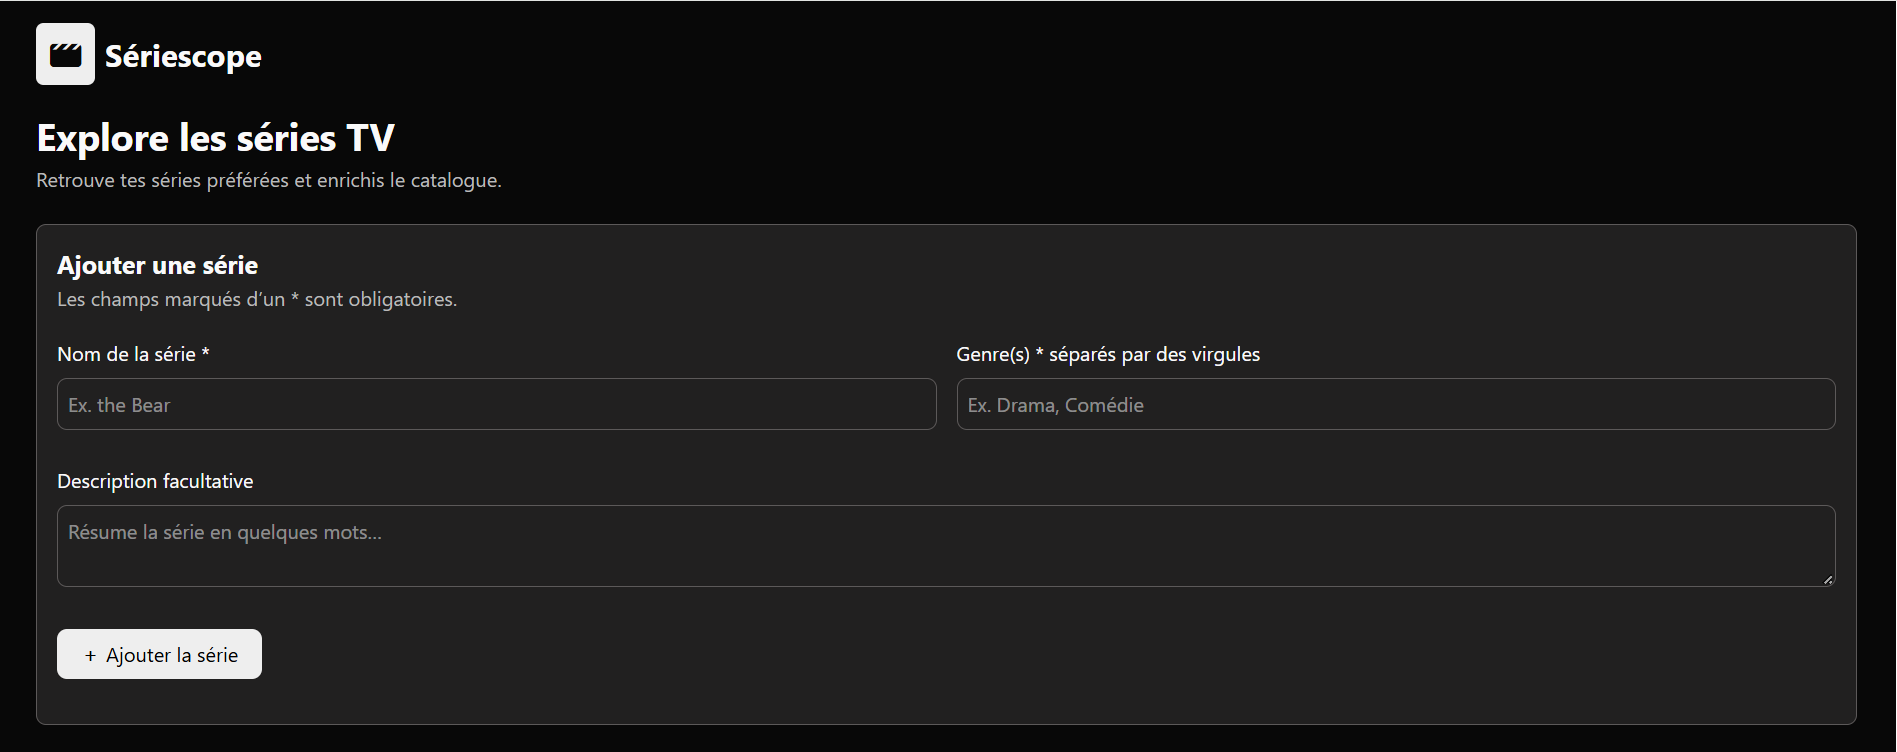 Sériescope
Explore les séries TV
Retrouve tes séries préférées et enrichis le catalogue.
Ajouter une série
Les champs marqués d’un * sont obligatoires.
Nom de la série *
Ex. the Bear
Genre(s) * séparés par des virgules
Ex. Drama, Comédie
Description facultative
Résume la série en quelques mots...
+ Ajouter la série